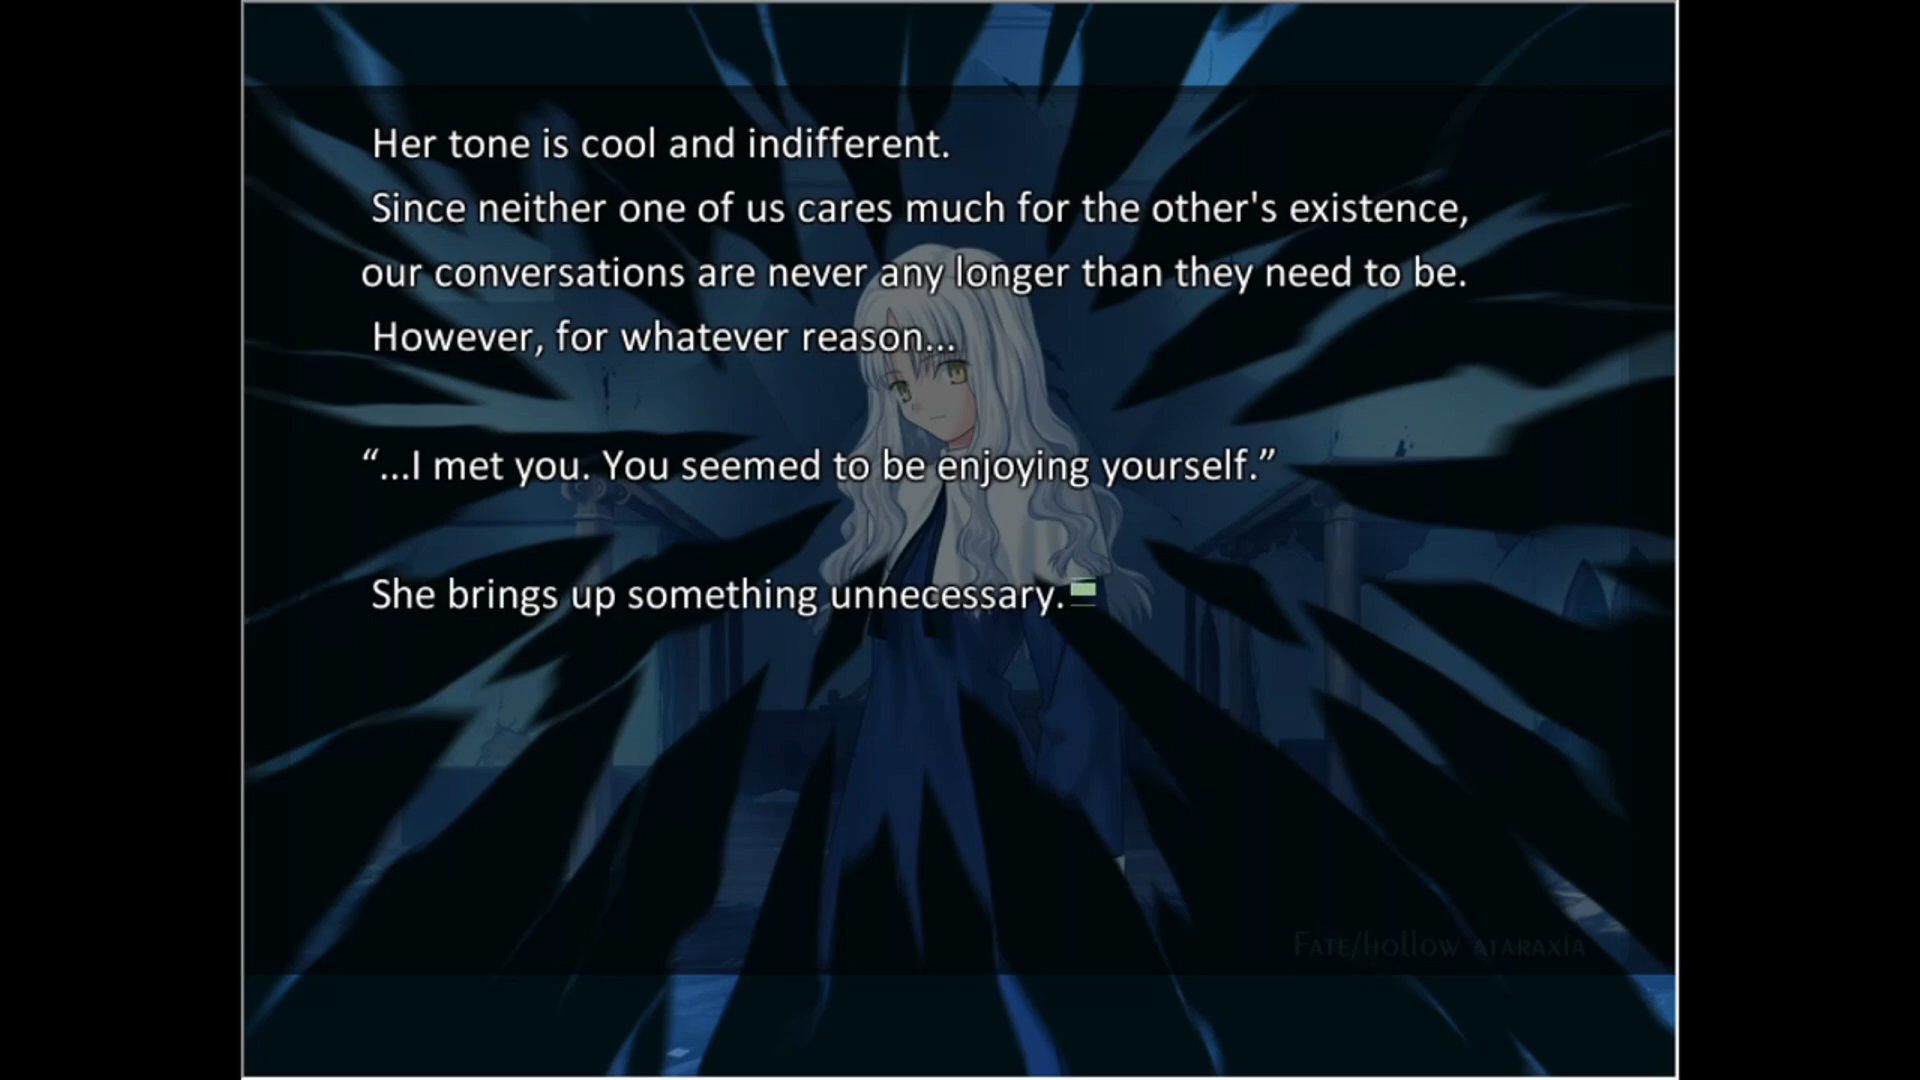 Her tone is cool and indifferent.
Since neither one of us cares much for the other's existence,
our conversations are never any longer than they need to be.
However, for whatever reason...
“...I met you. You seemed to be enjoying yourself.”
She brings up something unnecessary.
Fate/hollow ataraxia